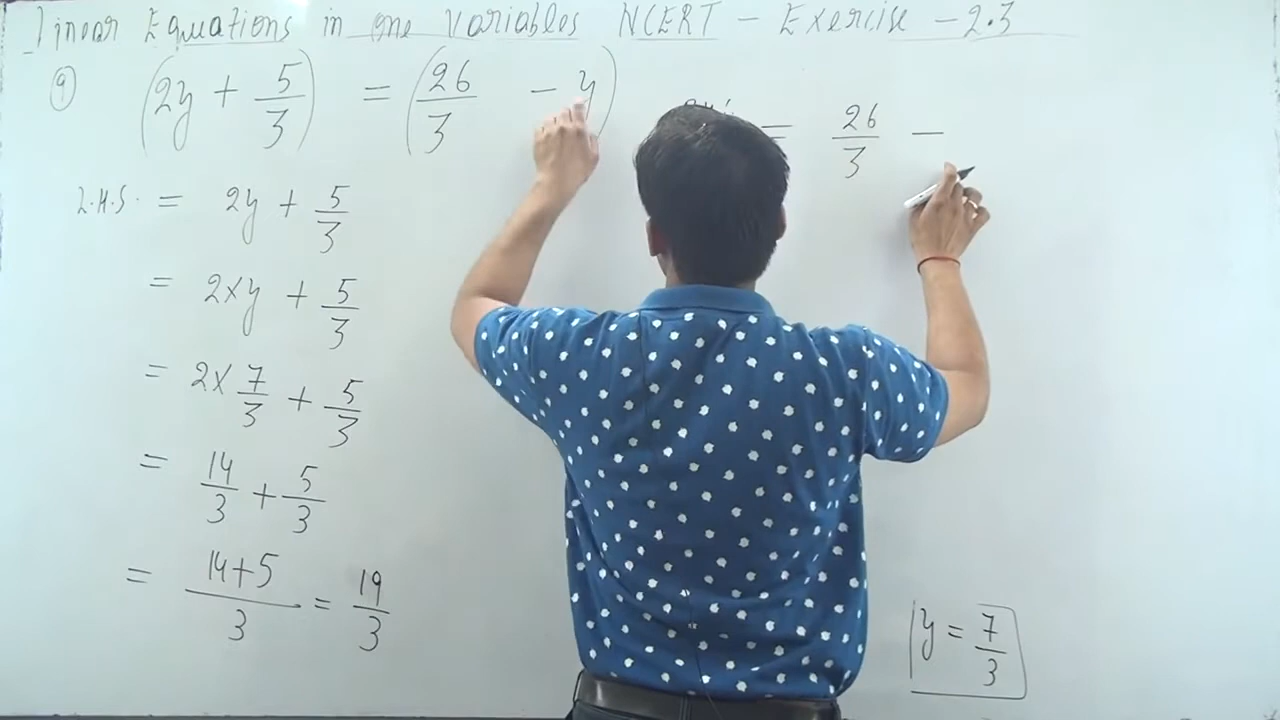 Linear Equations in one Variables NCERT - Exercise - 2.3
9 (2y + 5/3) = (26/3 - y)
= 26/3 -
L.H.S. = 2y + 5/3
= 2×y + 5/3
= 2× 7/3 + 5/3
= 14/3 + 5/3
= 14+5/3 = 19/3
y = 7/3